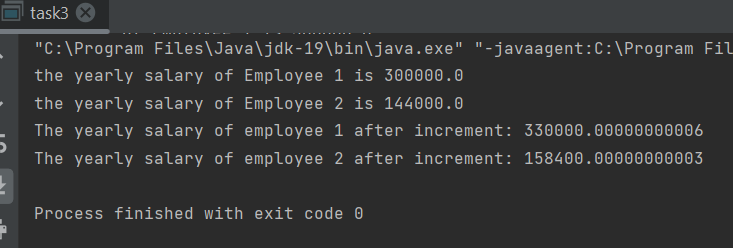 task3
"C:\Program Files\Java\jdk-19\bin\java.exe" "-javaagent:C:\Program Fil
the yearly salary of Employee 1 is 300000.0
the yearly salary of Employee 2 is 144000.0
The yearly salary of employee 1 after increment: 330000.00000000006
The yearly salary of employee 2 after increment: 158400.00000000003
Process finished with exit code 0